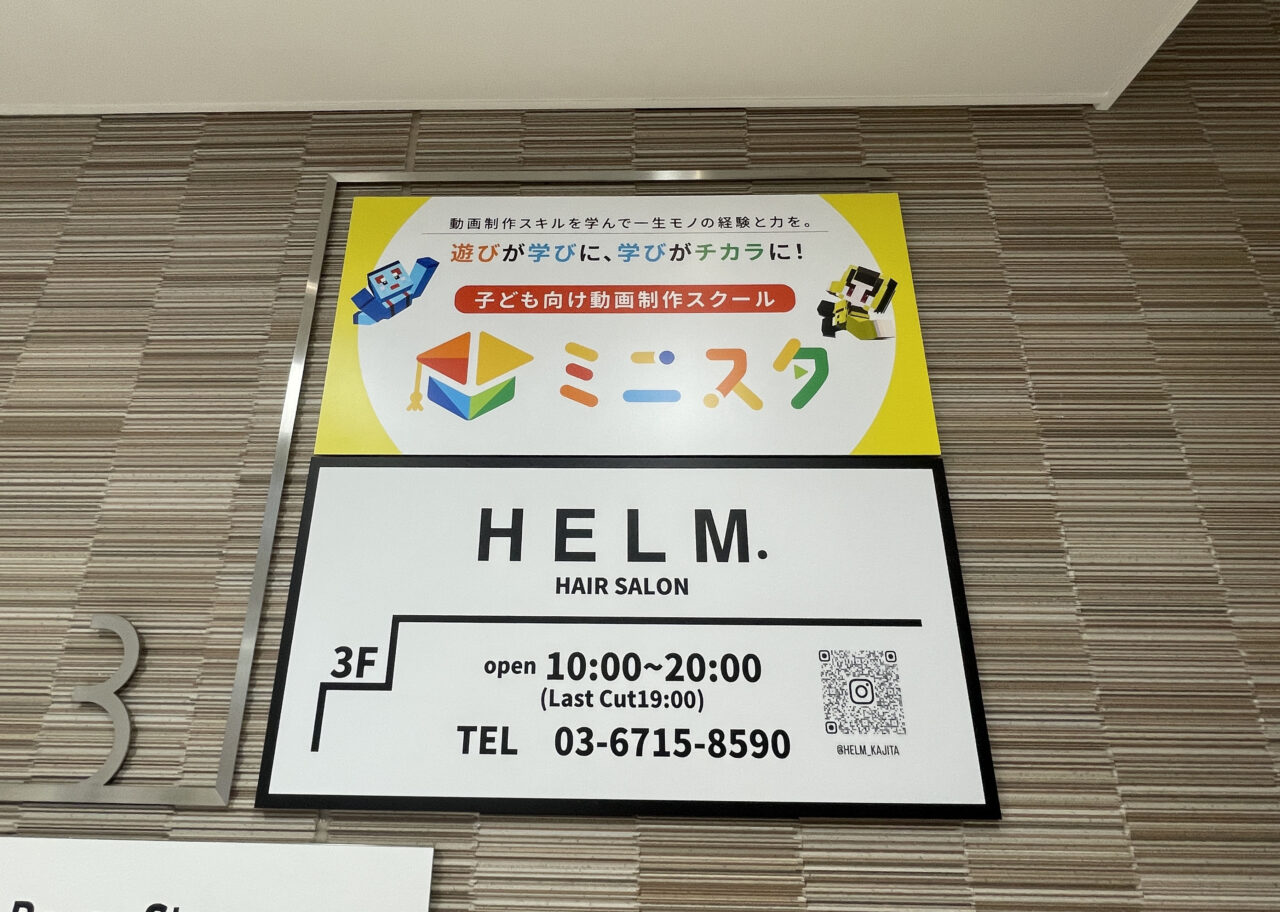 動画制作スキルを学んで一生モノの経験と力を。
遊びが学びに、学びがチカラに!
子ども向け動画制作スクール
ミニスタ
HELM.
HAIR SALON
3F
open 10:00~20:00
(Last Cut19:00)
TEL 03-6715-8590
@HELM_KAJITA
3